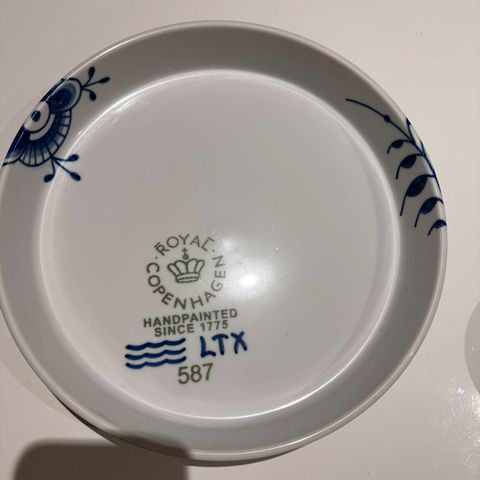 ROYAL
COPENHAGEN
HANDPAINTED
SINCE 1775
LTX
587